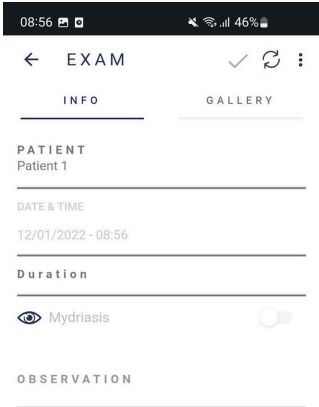 08:56 46%
EXAM
INFO GALLERY
PATIENT
Patient 1
DATE & TIME
12/01/2022 - 08:56
Duration
Mydriasis
OBSERVATION